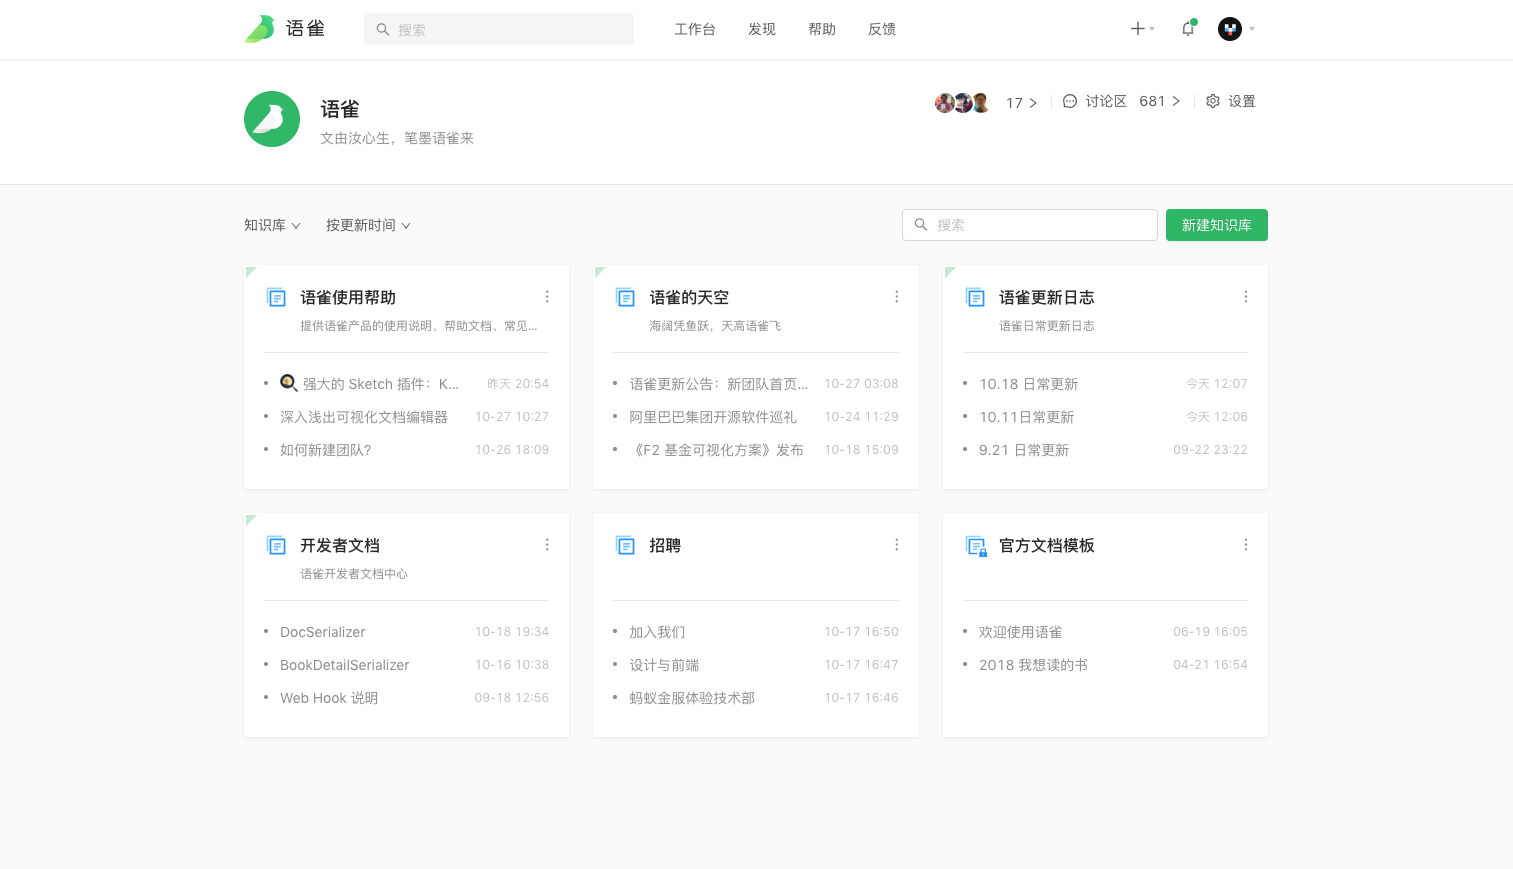 语雀
搜索
工作台
发现
帮助
反馈
语雀
文由汝心生，笔墨语雀来
17
讨论区 681
设置
知识库
按更新时间
搜索
新建知识库
语雀使用帮助
提供语雀产品的使用说明、帮助文档、常见...
强大的 Sketch 插件：K... 昨天 20:54
深入浅出可视化文档编辑器 10-27 10:27
如何新建团队? 10-26 18:09
语雀的天空
海阔凭鱼跃，天高语雀飞
语雀更新公告：新团队首页... 10-27 03:08
阿里巴巴集团开源软件巡礼 10-24 11:29
《F2 基金可视化方案》发布 10-18 15:09
语雀更新日志
语雀日常更新日志
10.18 日常更新 今天 12:07
10.11日常更新 今天 12:06
9.21 日常更新 09-22 23:22
开发者文档
语雀开发者文档中心
DocSerializer 10-18 19:34
BookDetailSerializer 10-16 10:38
Web Hook 说明 09-18 12:56
招聘
加入我们 10-17 16:50
设计与前端 10-17 16:47
蚂蚁金服体验技术部 10-17 16:46
官方文档模板
欢迎使用语雀 06-19 16:05
2018 我想读的书 04-21 16:54